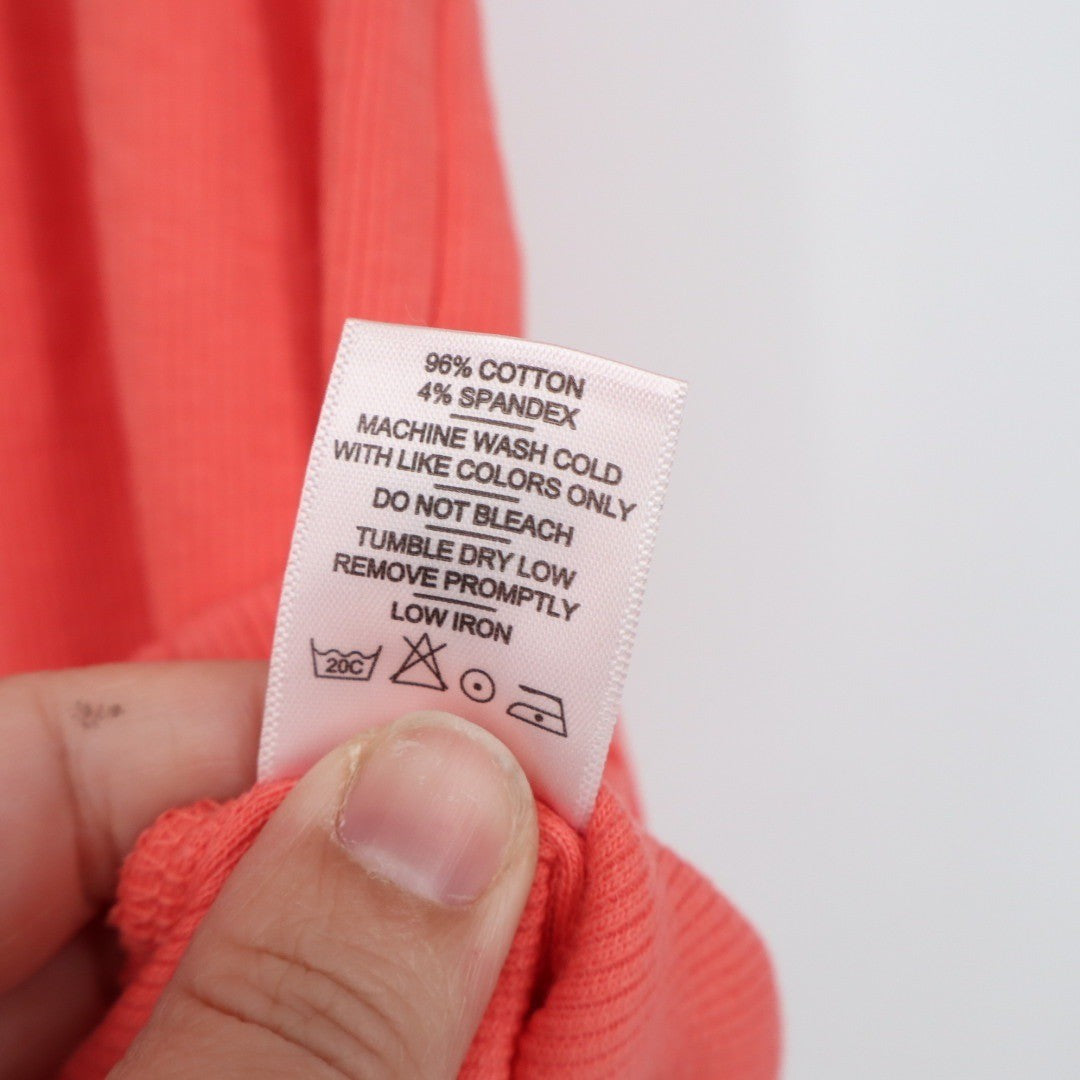 96% COTTON
4% SPANDEX
MACHINE WASH COLD
WITH LIKE COLORS ONLY
DO NOT BLEACH
TUMBLE DRY LOW
REMOVE PROMPTLY
LOW IRON
20C